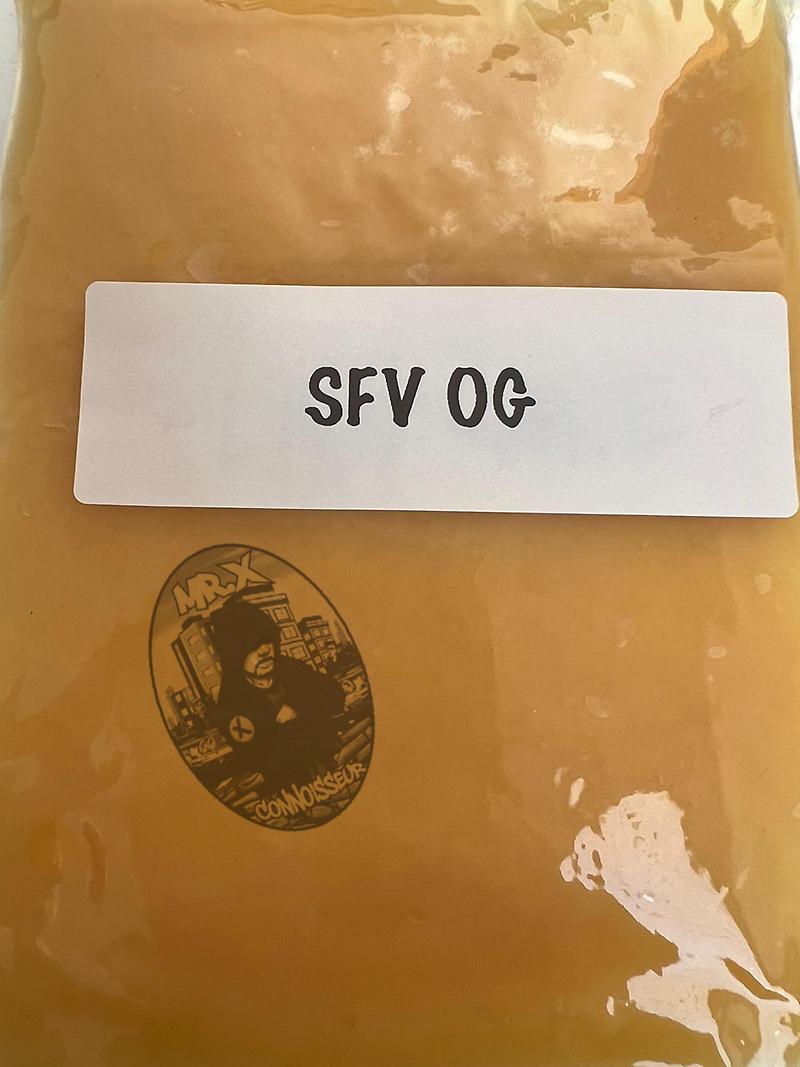 SFV OG
MR.X
X
CONNOISSEUR